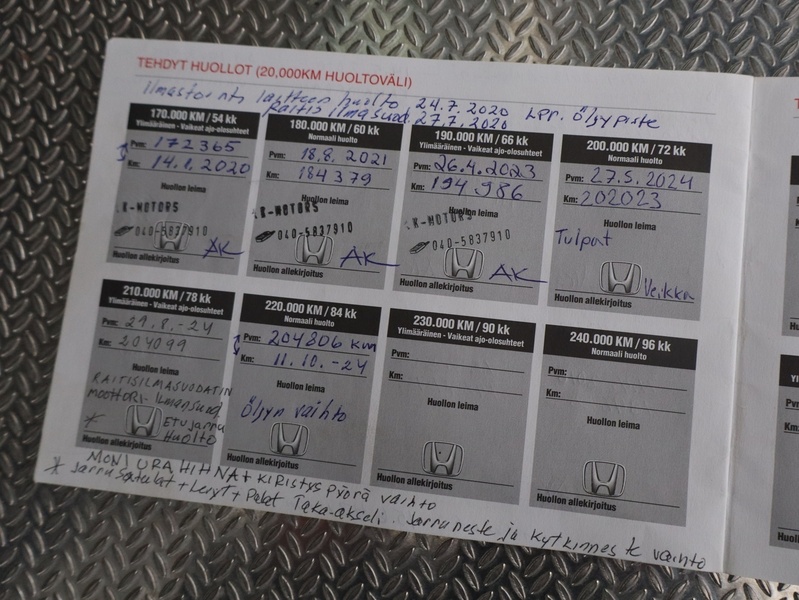 TEHDYT HUOLLOT (20,000KM HUOLTOVÄLI)
Ilmastointi laitteen huolto 24.7.2020 LPR. Öljypiste
Raitis ilmasuod. 27.7.2020
170.000 KM / 54 kk
Ylimääräinen - Vaikeat ajo-olosuhteet
Pvm: 172365
Km: 14.1.2020
Huollon leima
K-MOTORS
040-5837910
AK
Huollon allekirjoitus
180.000 KM / 60 kk
Normaali huolto
Pvm: 18.8.2021
Km: 184379
Huollon leima
K-MOTORS
040-5837910
AK
Huollon allekirjoitus
190.000 KM / 66 kk
Ylimääräinen - Vaikeat ajo-olosuhteet
Pvm: 26.4.2023
Km: 194986
Huollon leima
K-MOTORS
040-5837910
AK
Huollon allekirjoitus
200.000 KM / 72 kk
Normaali huolto
Pvm: 27.5.2024
Km: 202023
Huollon leima
Tulpat
Veikka
Huollon allekirjoitus
210.000 KM / 78 kk
Ylimääräinen - Vaikeat ajo-olosuhteet
Pvm: 29.8.-24
Km: 204099
Huollon leima
RAITISILMASUODATIN
moottori-Ilmansuod
* Etujarru
Huolto
Huollon allekirjoitus
220.000 KM / 84 kk
Normaali huolto
Pvm: 204806 km
Km: 11.10.-24
Huollon leima
Öljyn vaihto
Huollon allekirjoitus
230.000 KM / 90 kk
Ylimääräinen - Vaikeat ajo-olosuhteet
Pvm:
Km:
Huollon leima
Huollon allekirjoitus
240.000 KM / 96 kk
Normaali huolto
Pvm:
Km:
Huollon leima
Huollon allekirjoitus
MONIURAHIHNA + KIRISTYS PYÖRÄ vaihto
* Jarrusatulat + Levyt + Palat Taka-akseli. Jarruneste ja kytkinneste vaihto